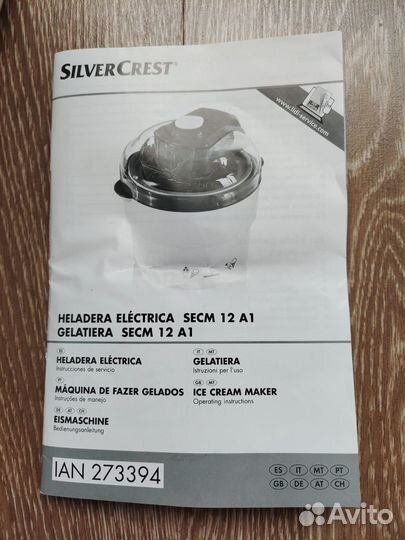 SILVERCREST®
www.lidl-service.com
HELADERA ELÉCTRICA SECM 12 A1
GELATIERA SECM 12 A1
ES
HELADERA ELÉCTRICA
Instrucciones de servicio
IT MT
GELATIERA
Istruzioni per l'uso
PT
MÁQUINA DE FAZER GELADOS
Instruções de manejo
GB MT
ICE CREAM MAKER
Operating instructions
DE AT CH
EISMASCHINE
Bedienungsanleitung
IAN 273394
ES IT MT PT
GB DE AT CH
Avito